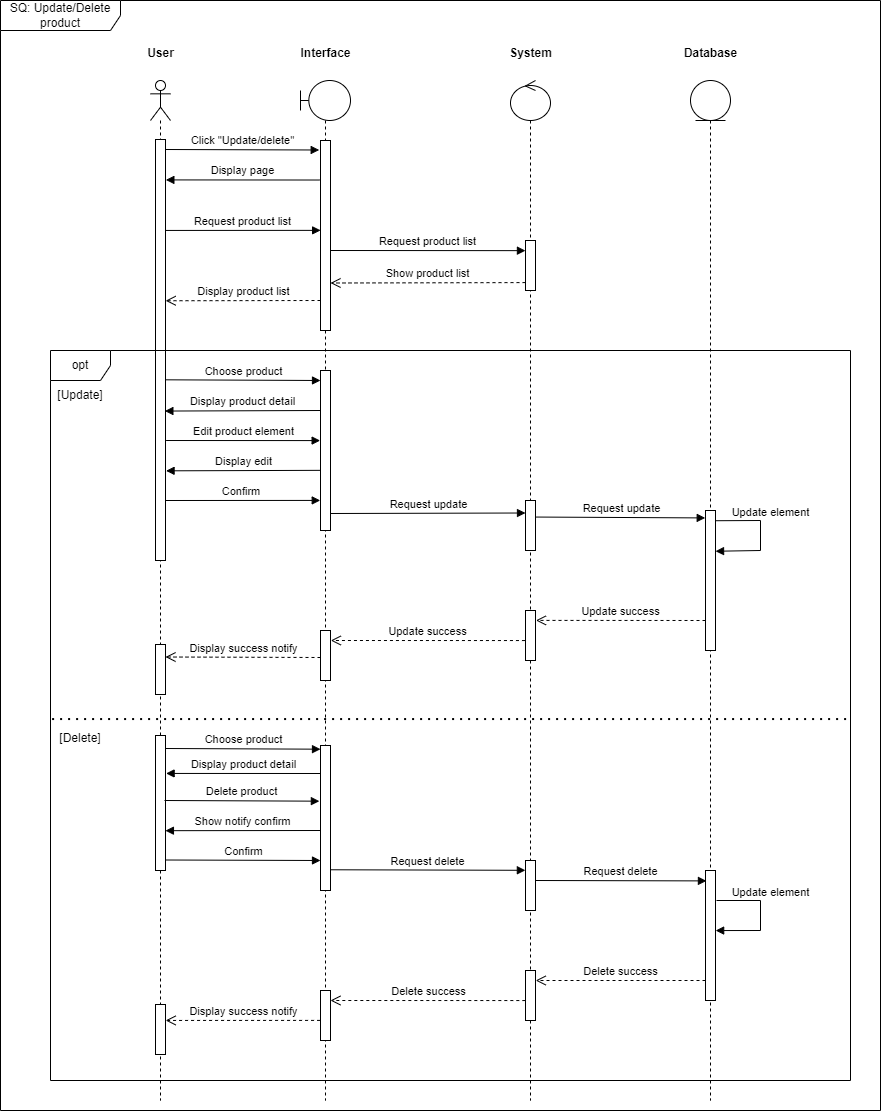 SQ: Update/Delete
product
User
Interface
System
Database
Click "Update/delete"
Display page
Request product list
Request product list
Show product list
Display product list
opt
[Update]
Choose product
Display product detail
Edit product element
Display edit
Confirm
Request update
Request update
Update element
Update success
Update success
Display success notify
[Delete]
Choose product
Display product detail
Delete product
Show notify confirm
Confirm
Request delete
Request delete
Update element
Delete success
Delete success
Display success notify